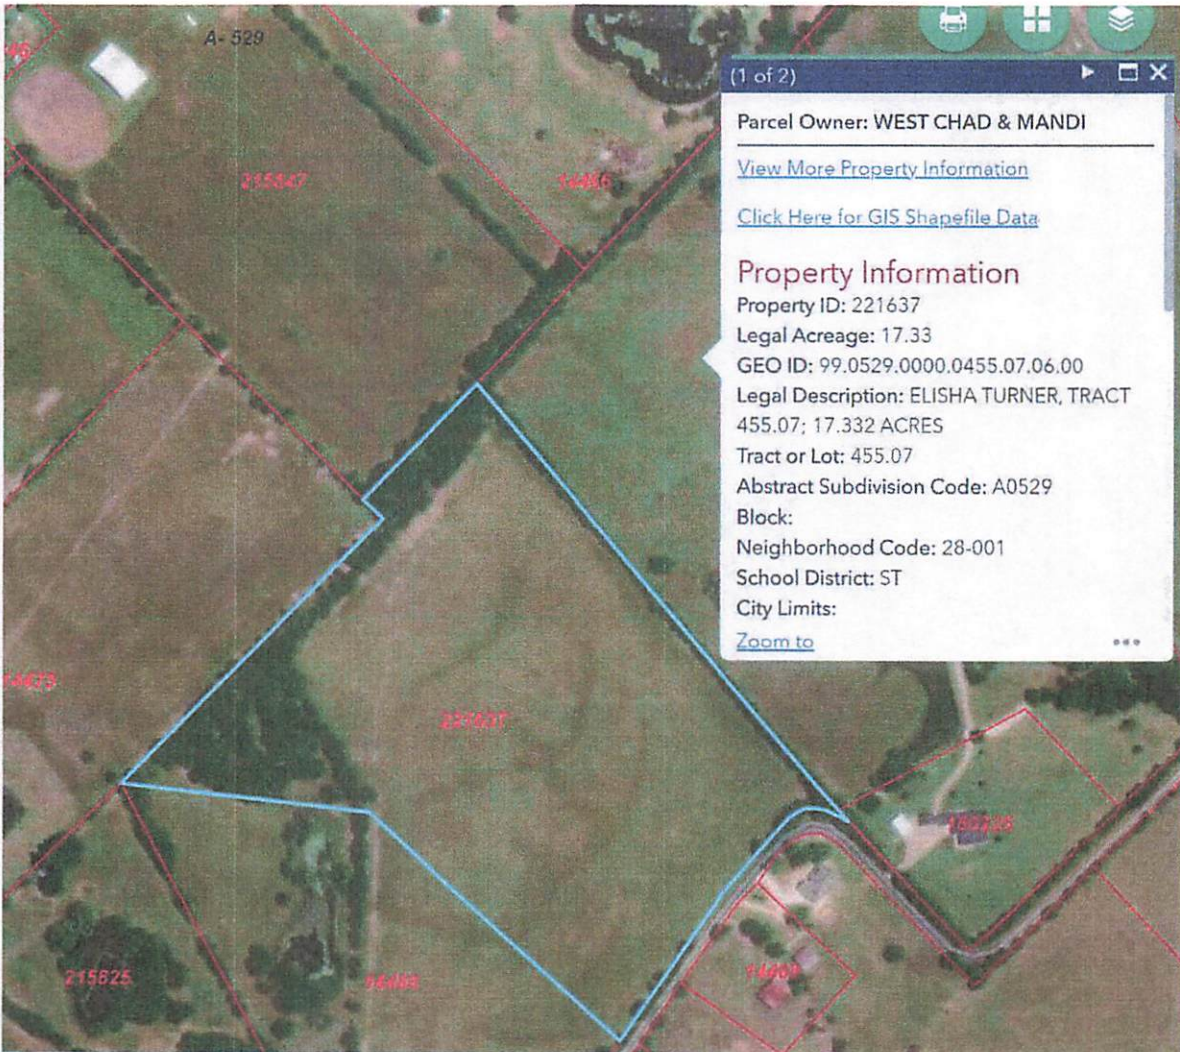 A- 529
(1 of 2)
Parcel Owner: WEST CHAD & MANDI
View More Property Information
Click Here for GIS Shapefile Data
Property Information
Property ID: 221637
Legal Acreage: 17.33
GEO ID: 99.0529.0000.0455.07.06.00
Legal Description: ELISHA TURNER, TRACT
455.07; 17.332 ACRES
Tract or Lot: 455.07
Abstract Subdivision Code: A0529
Block:
Neighborhood Code: 28-001
School District: ST
City Limits:
Zoom to
215847
221637
215825